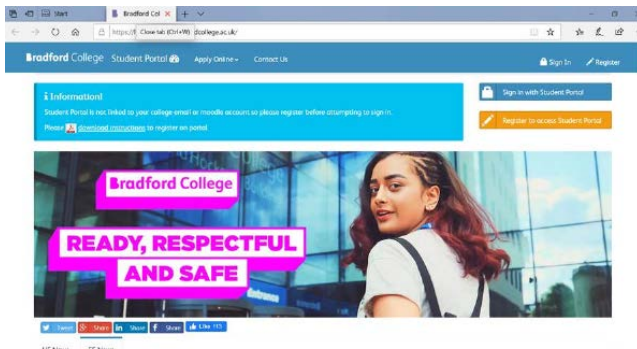 Start
Bradford Col
Close tab (Ctrl+W)
dcollege.ac.uk/
Bradford College Student Portal
Apply Online
Contact Us
Sign In
Register
Information!
Student Portal is not linked to your college email or moodle account so please register before attempting to sign in.
Please download instructions to register on portal
Sign in with Student Portal
Register to access Student Portal
Bradford College
READY, RESPECTFUL
AND SAFE
Tweet Share Share Share Like